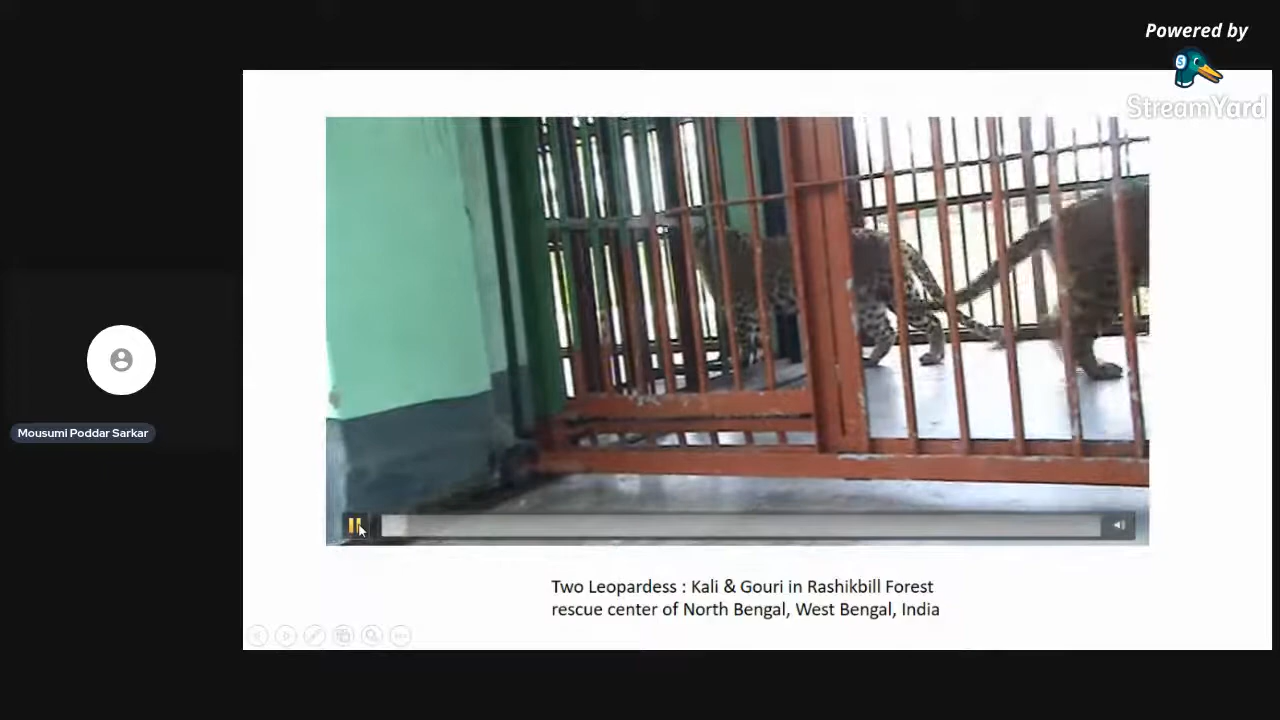 Powered by
StreamYard
Mousumi Poddar Sarkar
Two Leopardess : Kali & Gouri in Rashikbill Forest
rescue center of North Bengal, West Bengal, India